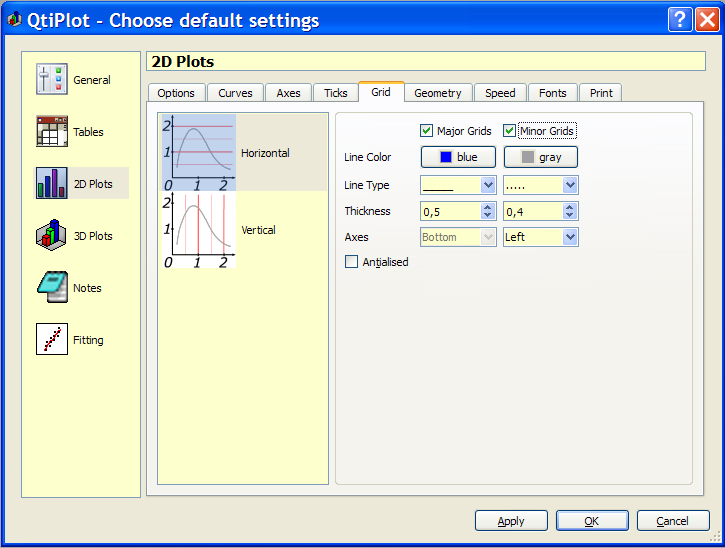 QtiPlot - Choose default settings
?
General
Tables
2D Plots
3D Plots
Notes
Fitting
2D Plots
Options Curves Axes Ticks Grid Geometry Speed Fonts Print
2
1
0 1 2
Horizontal
2
1
0 1 2
Vertical
Major Grids Minor Grids
Line Color blue gray
Line Type _____ .....
Thickness 0,5 0,4
Axes Bottom Left
Antialised
Apply OK Cancel